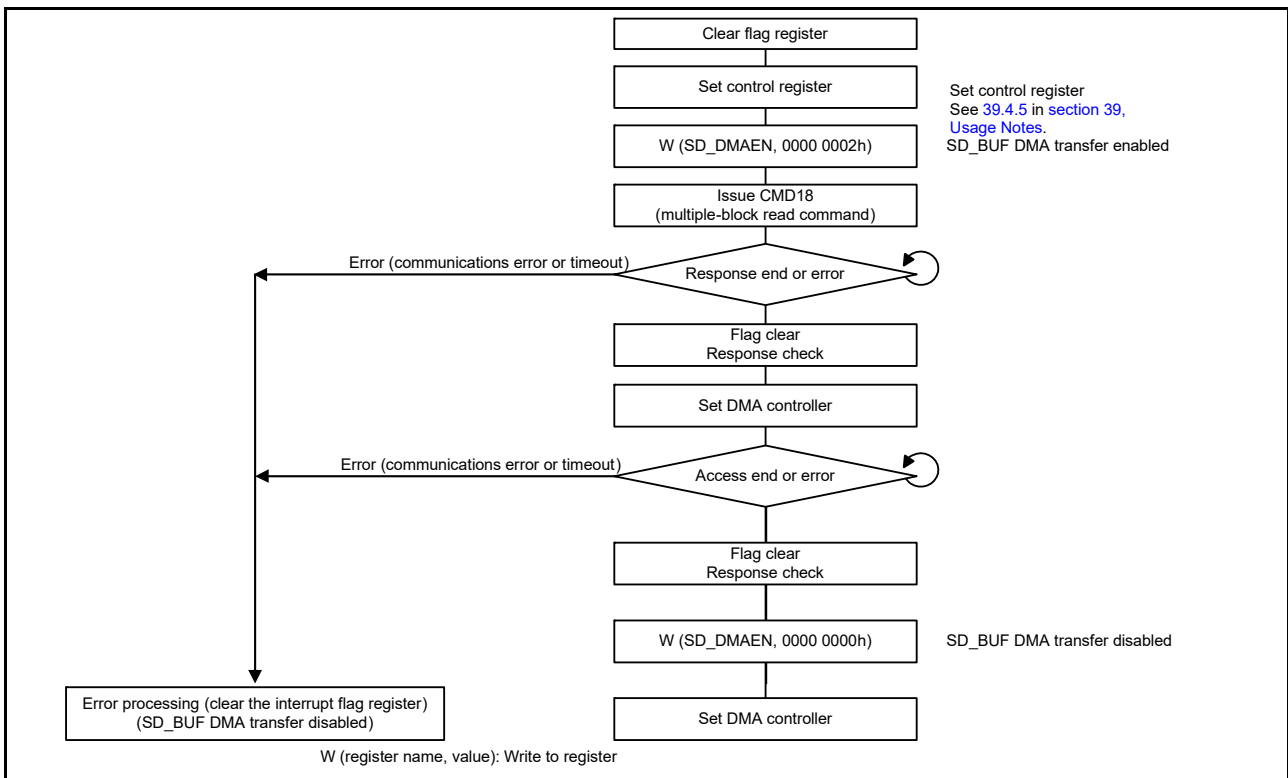 Clear flag register
Set control register
Set control register
See 39.4.5 in section 39,
Usage Notes.
W (SD_DMAEN, 0000 0002h)
SD_BUF DMA transfer enabled
Issue CMD18
(multiple-block read command)
Error (communications error or timeout)
Response end or error
Flag clear
Response check
Set DMA controller
Error (communications error or timeout)
Access end or error
Flag clear
Response check
W (SD_DMAEN, 0000 0000h)
SD_BUF DMA transfer disabled
Error processing (clear the interrupt flag register)
(SD_BUF DMA transfer disabled)
Set DMA controller
W (register name, value): Write to register